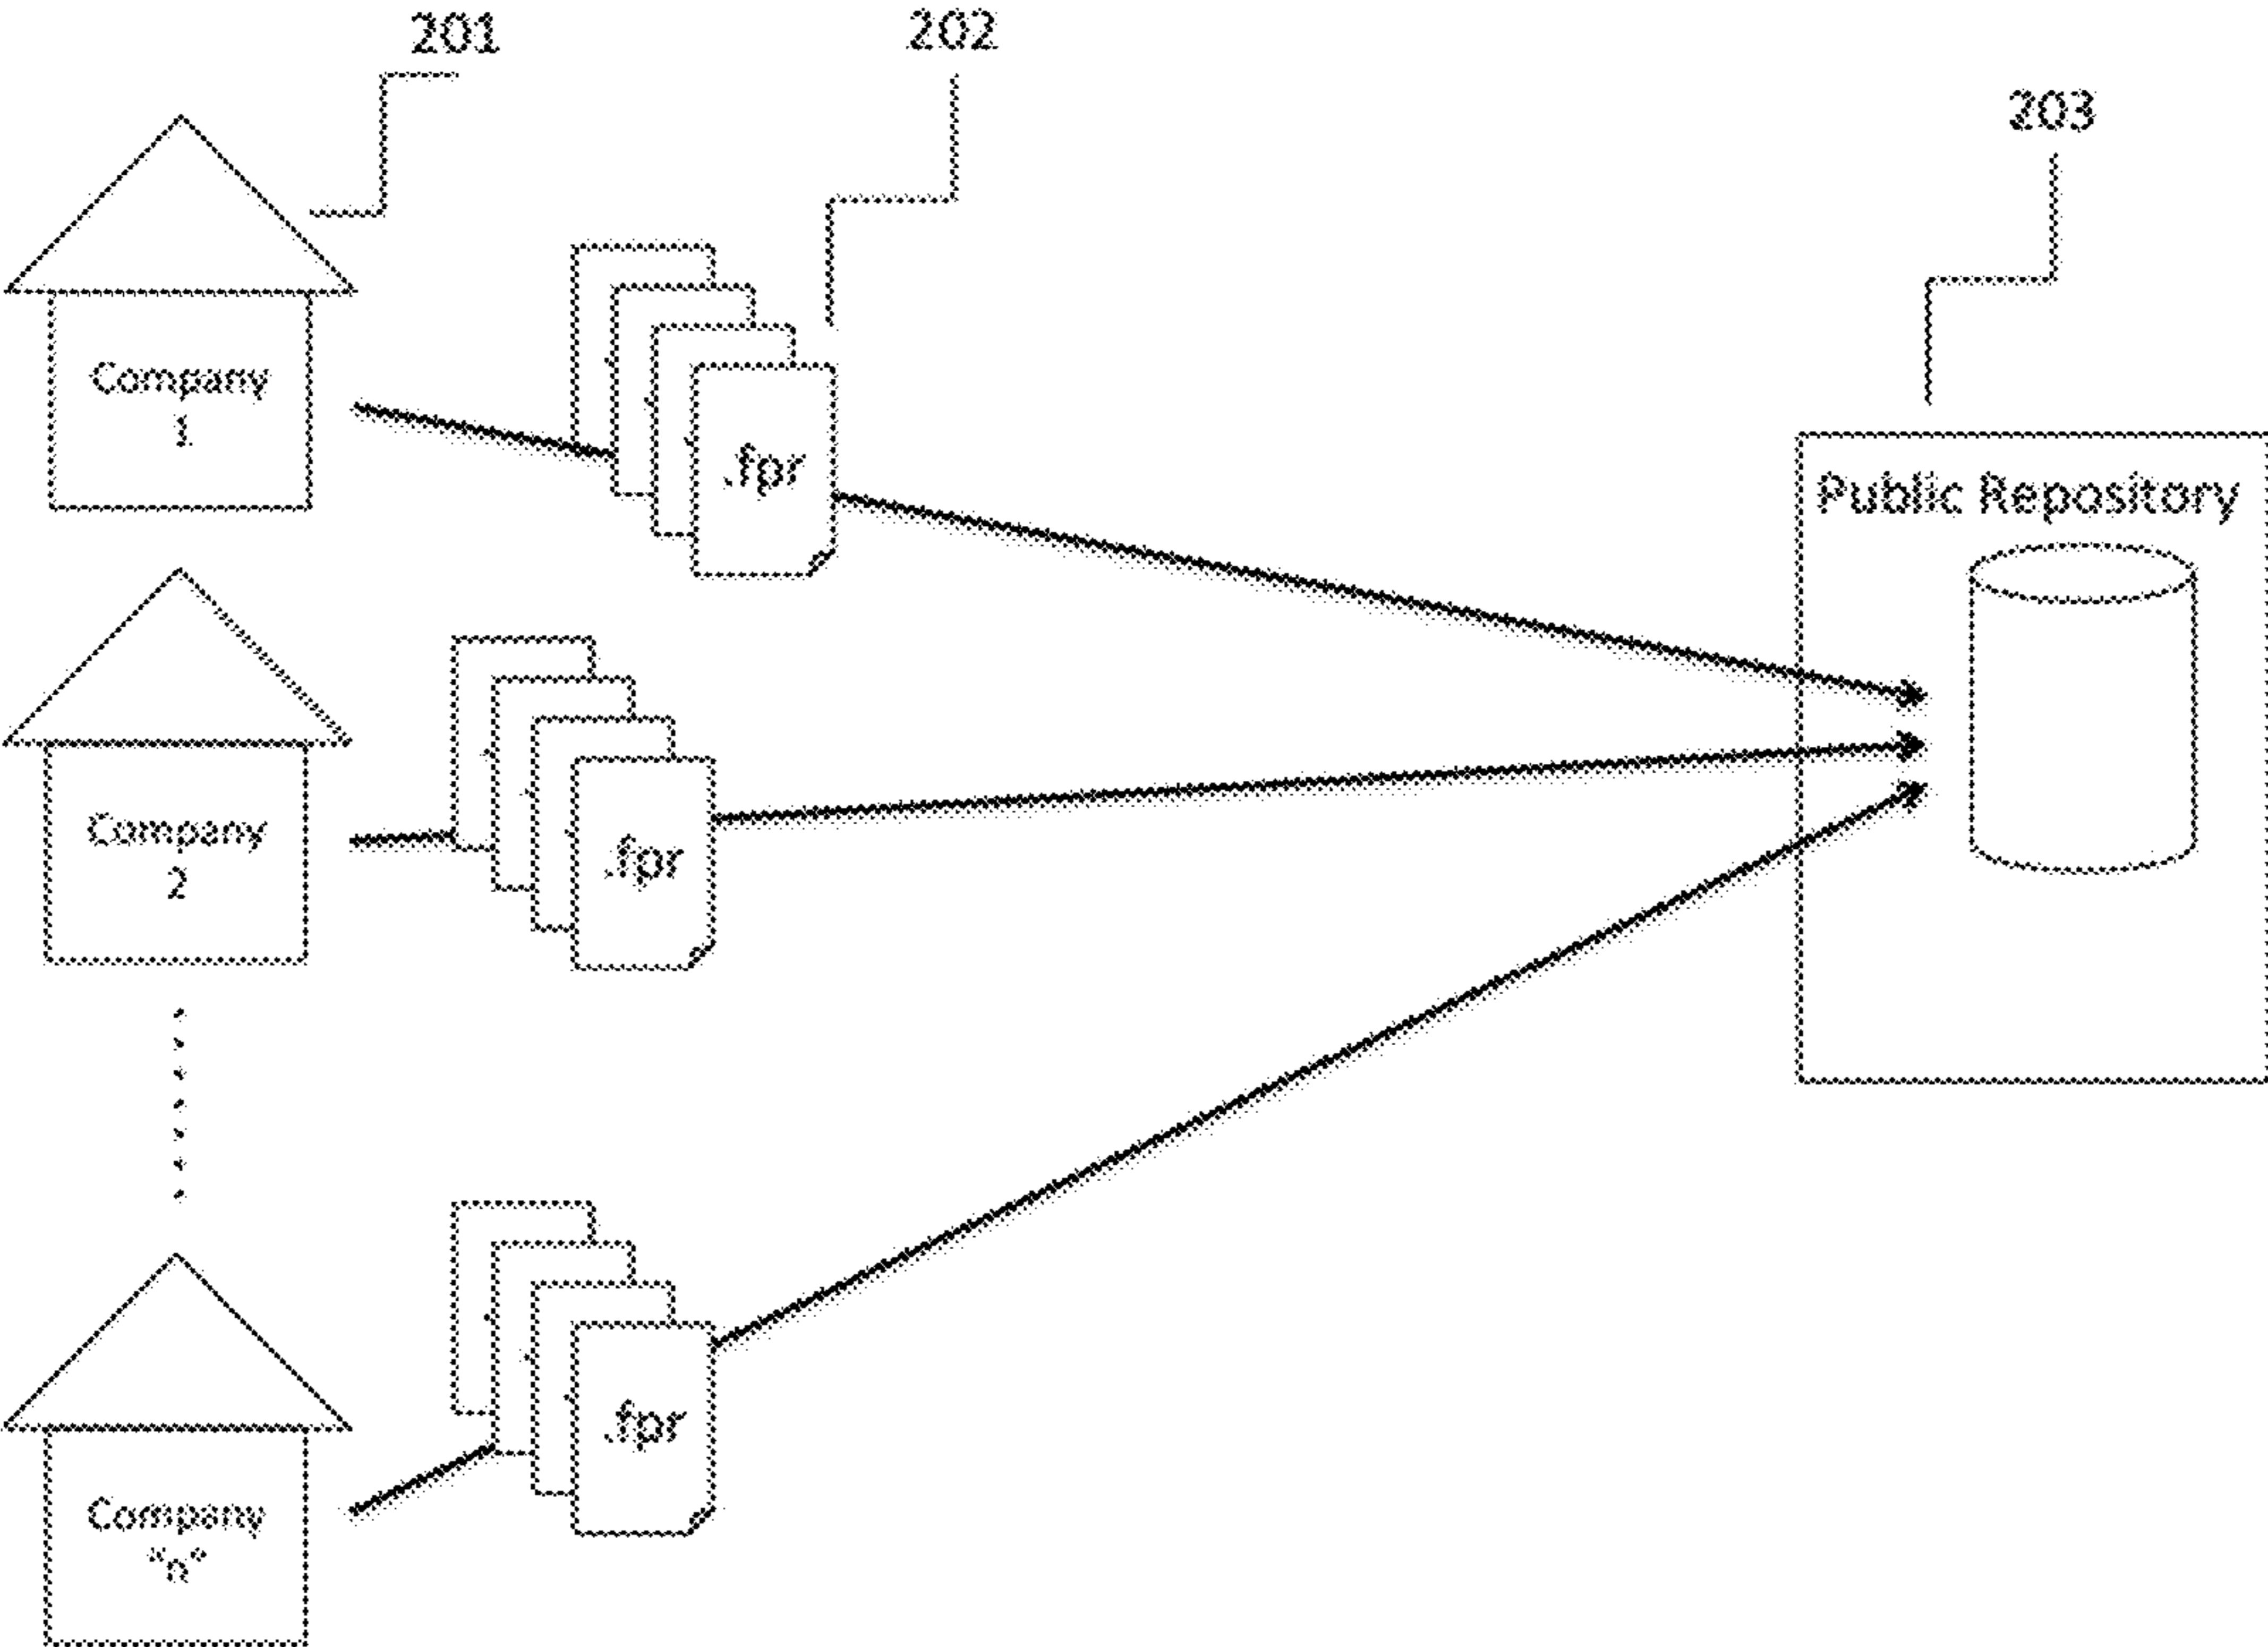 201
202
203
Company
1
.fpr
Public Repository
Company
2
.fpr
Company
"n"
.fpr